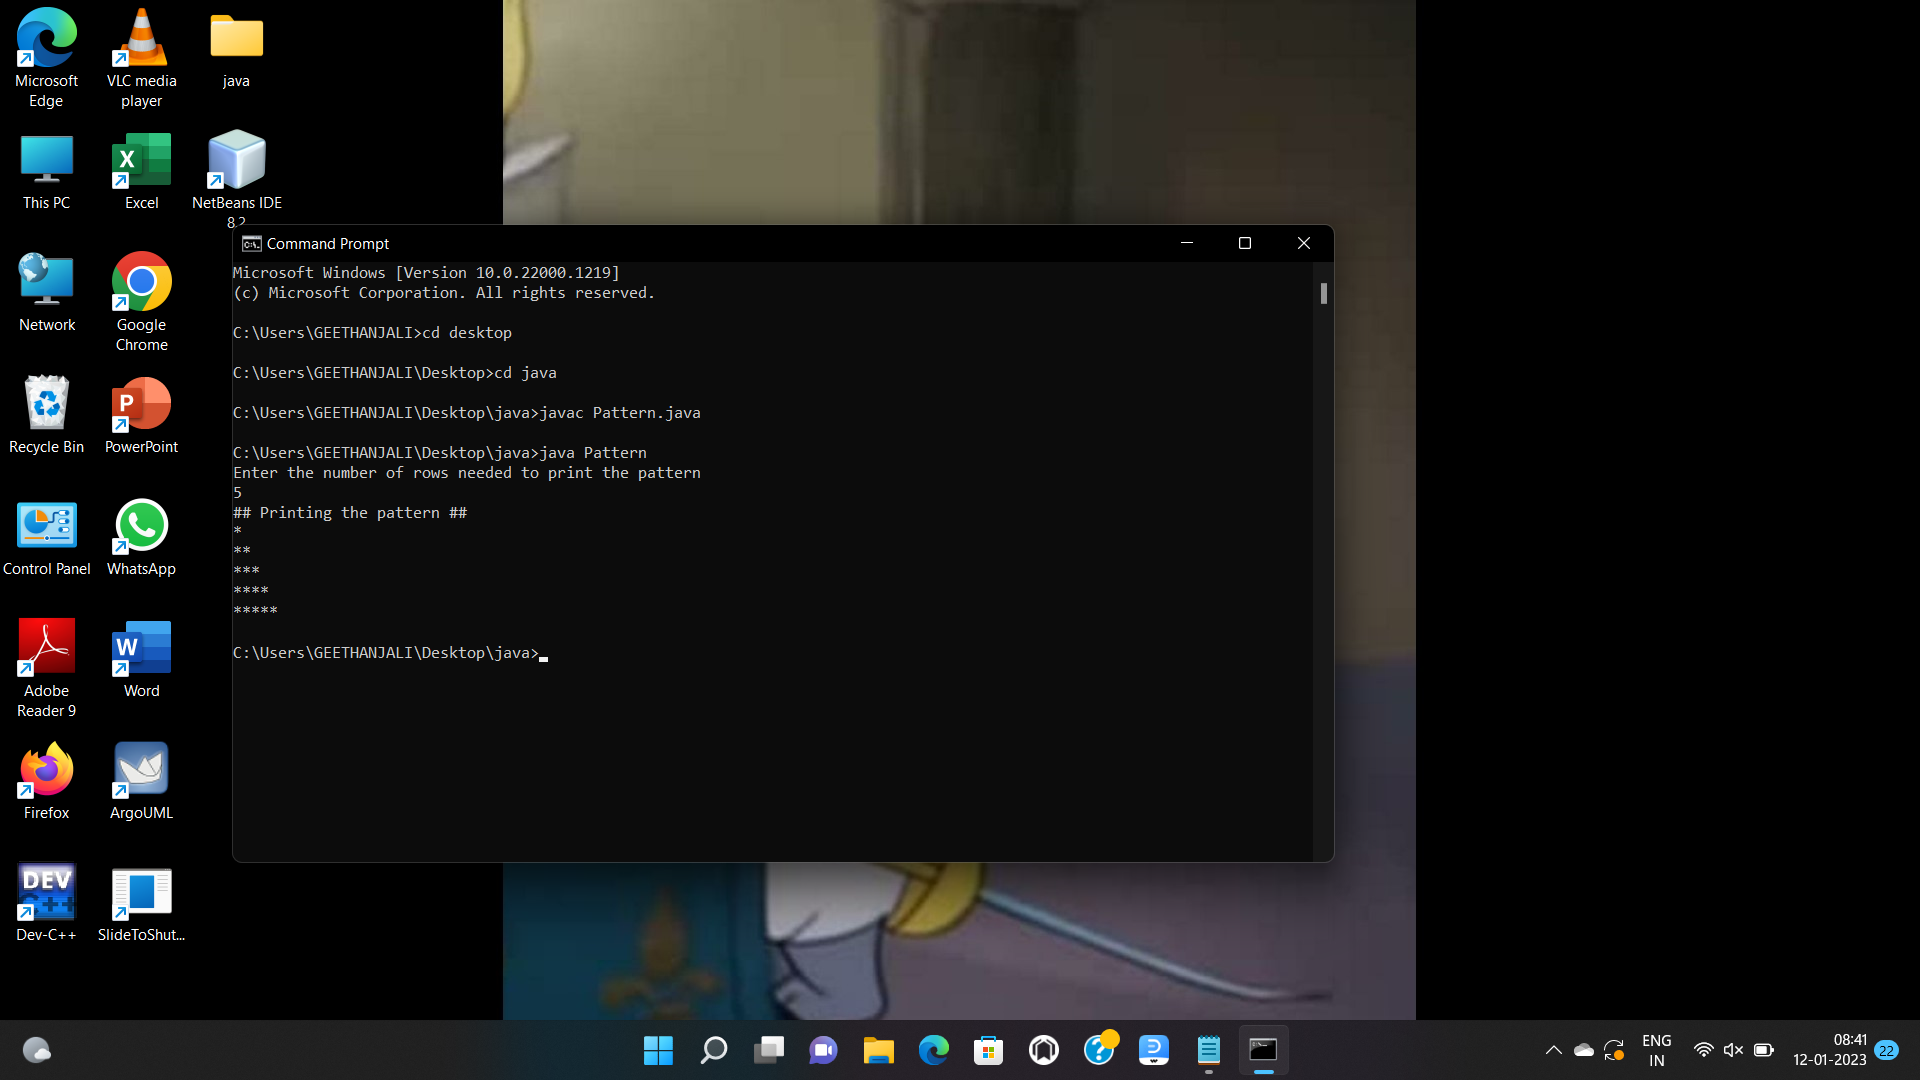 Microsoft
Edge
VLC media
player
java
This PC
Excel
NetBeans IDE
8.2
Network
Google
Chrome
Recycle Bin
PowerPoint
Control Panel
WhatsApp
Adobe
Reader 9
Word
Firefox
ArgoUML
DEV
C++
Dev-C++
SlideToShut...
Command Prompt
Microsoft Windows [Version 10.0.22000.1219]
(c) Microsoft Corporation. All rights reserved.
C:\Users\GEETHANJALI>cd desktop
C:\Users\GEETHANJALI\Desktop>cd java
C:\Users\GEETHANJALI\Desktop\java>javac Pattern.java
C:\Users\GEETHANJALI\Desktop\java>java Pattern
Enter the number of rows needed to print the pattern
5
## Printing the pattern ##
*
**
***
****
*****
C:\Users\GEETHANJALI\Desktop\java>
ENG
IN
08:41
12-01-2023
22